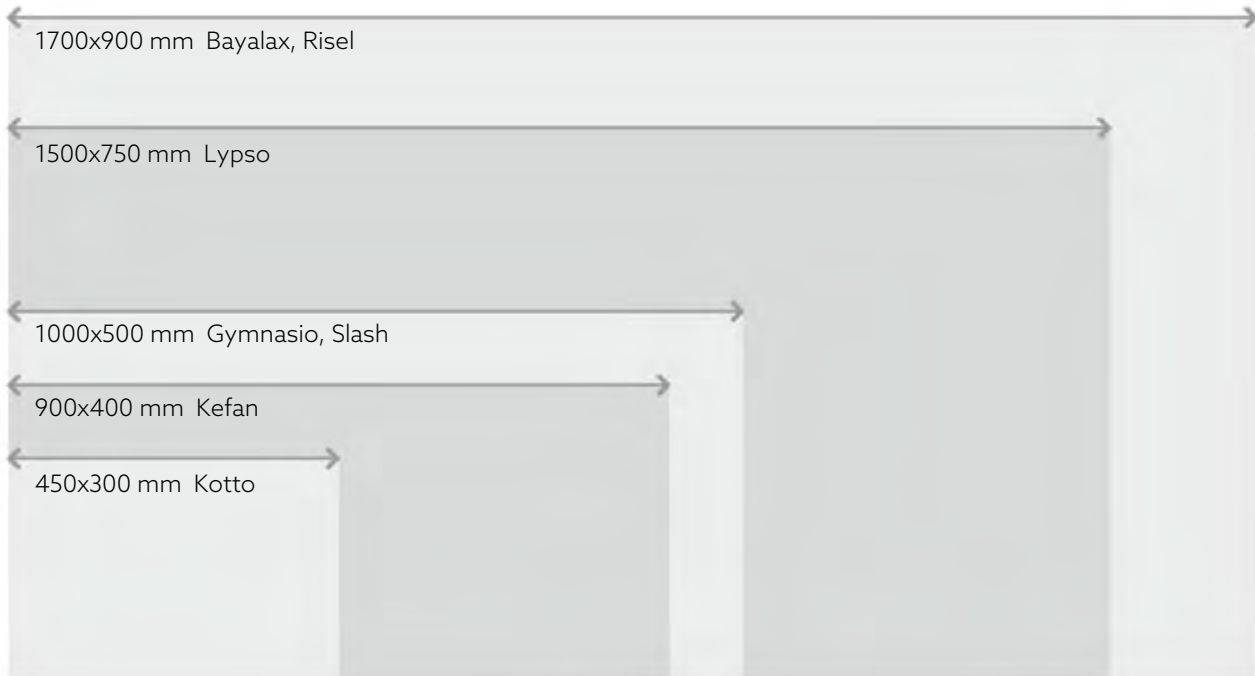 1700x900 mm  Bayalax, Risel
1500x750 mm  Lypso
1000x500 mm  Gymnasio, Slash
900x400 mm  Kefan
450x300 mm  Kotto